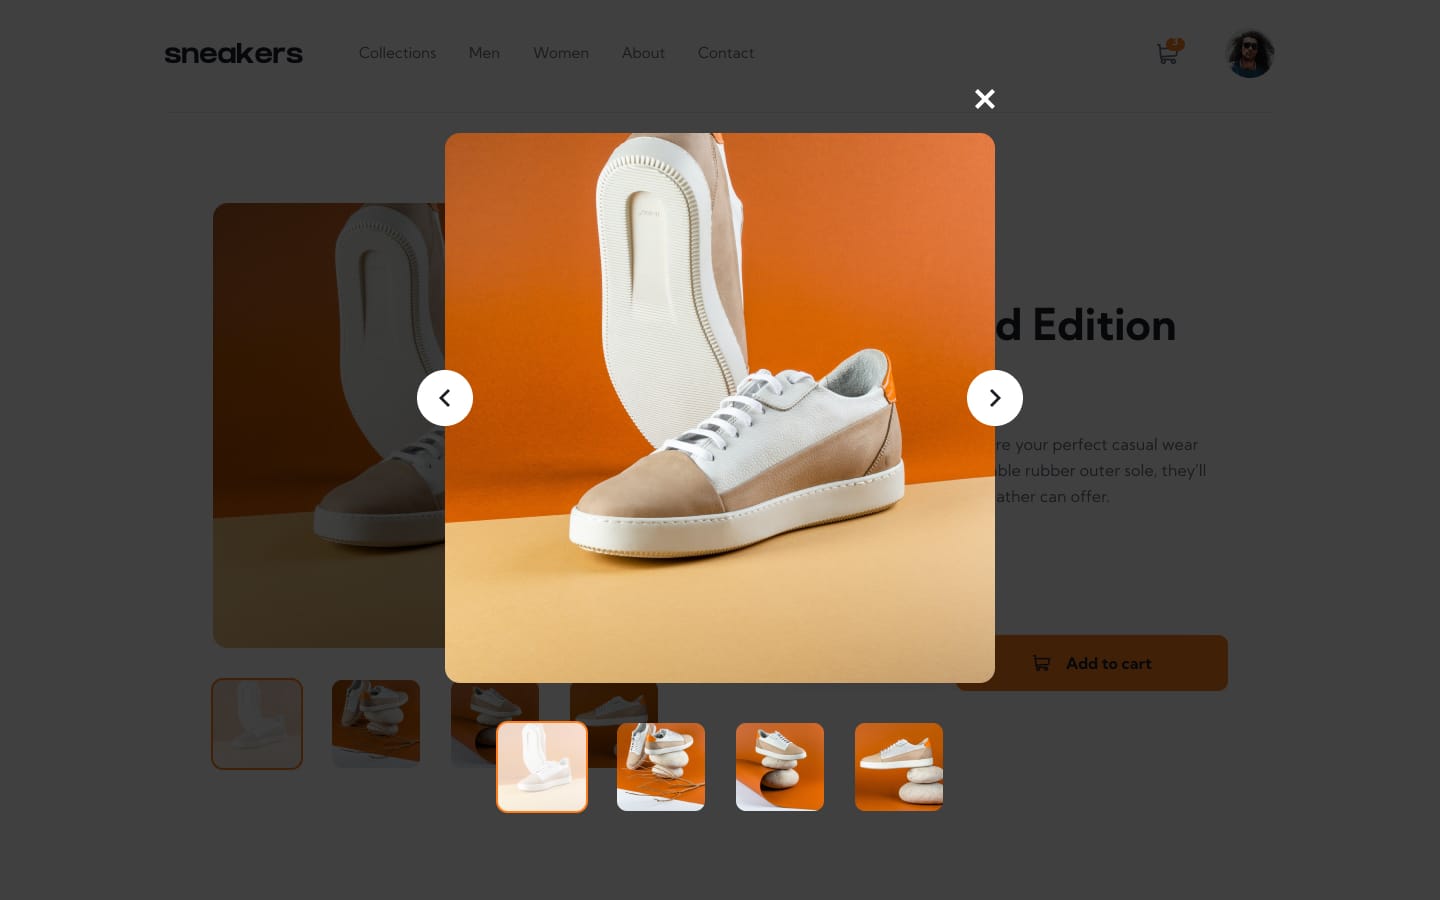 sneakers
Collections
Men
Women
About
Contact
3
d Edition
re your perfect casual wear
ble rubber outer sole, they'll
ather can offer.
Add to cart